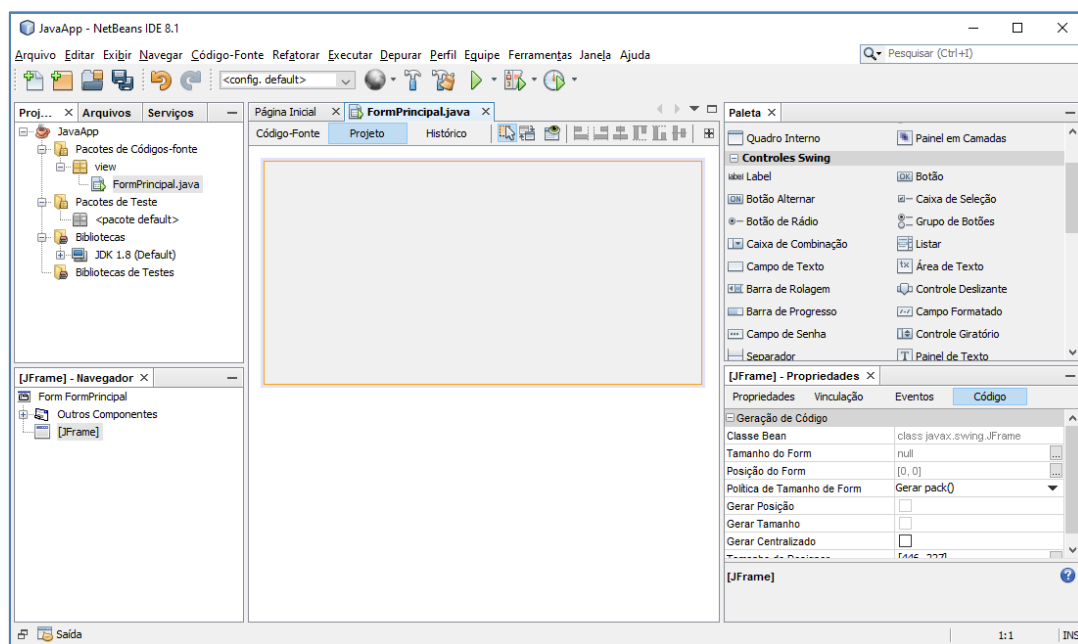 JavaApp - NetBeans IDE 8.1
Arquivo Editar Exibir Navegar Código-Fonte Refatorar Executar Depurar Perfil Equipe Ferramentas Janela Ajuda
Pesquisar (Ctrl+I)
<config. default>
Proj... Arquivos Serviços
JavaApp
Pacotes de Códigos-fonte
view
FormPrincipal.java
Pacotes de Teste
<pacote default>
Bibliotecas
JDK 1.8 (Default)
Bibliotecas de Testes
[JFrame] - Navegador
Form FormPrincipal
Outros Componentes
[JFrame]
Página Inicial FormPrincipal.java
Código-Fonte Projeto Histórico
Paleta
Quadro Interno Painel em Camadas
Controles Swing
label Label OK Botão
ON Botão Alternar Caixa de Seleção
Botão de Rádio Grupo de Botões
Caixa de Combinação Listar
Campo de Texto Área de Texto
Barra de Rolagem Controle Deslizante
Barra de Progresso Campo Formatado
Campo de Senha Controle Giratório
Separador T Painel de Texto
[JFrame] - Propriedades
Propriedades Vinculação Eventos Código
Geração de Código
Classe Bean class javax.swing.JFrame
Tamanho do Form null ...
Posição do Form [0, 0] ...
Política de Tamanho de Form Gerar pack()
Gerar Posição
Gerar Tamanho
Gerar Centralizado
Tamanho do Designer [446, 227]
[JFrame]
Saída
1:1 INS